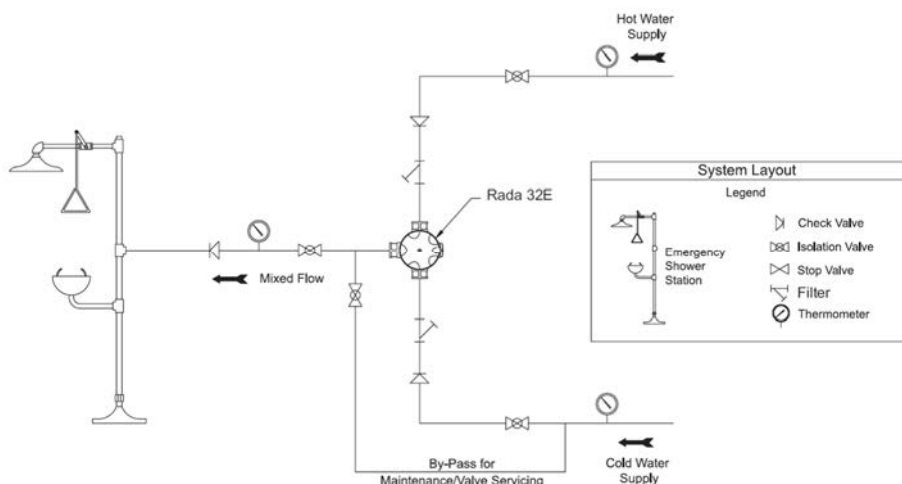 Hot Water
Supply
Rada 32E
Mixed Flow
By-Pass for
Maintenance/Valve Servicing
Cold Water
Supply
System Layout
Legend
Emergency
Shower
Station
Check Valve
Isolation Valve
Stop Valve
Filter
Thermometer